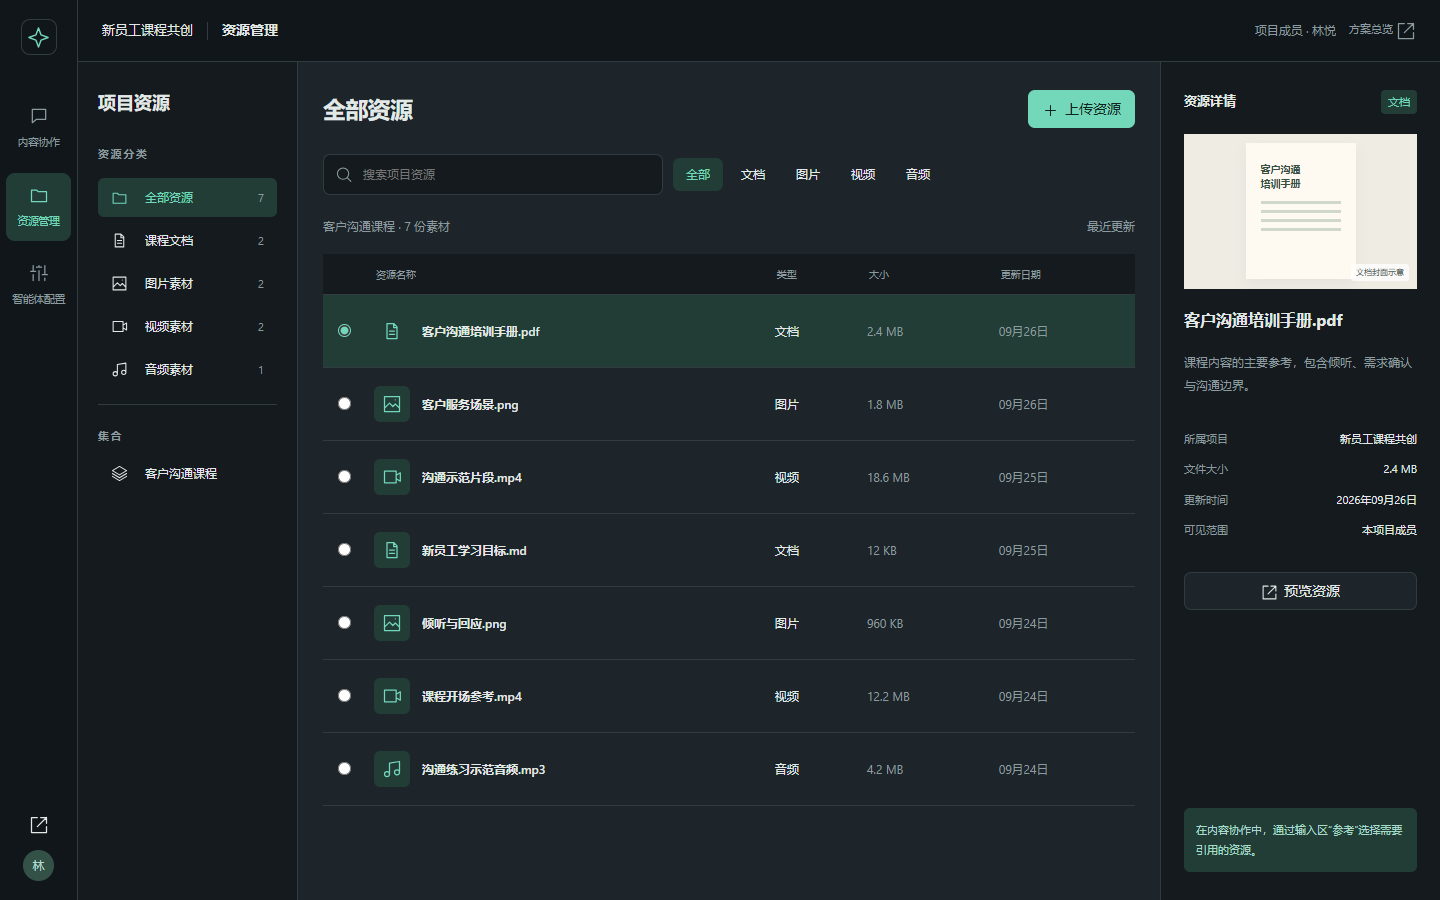 新员工课程共创
资源管理
项目成员 · 林悦
方案总览
内容协作
资源管理
智能体配置
林
项目资源
资源分类
全部资源 7
课程文档 2
图片素材 2
视频素材 2
音频素材 1
集合
客户沟通课程
全部资源
上传资源
搜索项目资源
全部 文档 图片 视频 音频
客户沟通课程 · 7 份素材
最近更新
资源名称 类型 大小 更新日期
客户沟通培训手册.pdf 文档 2.4 MB 09月26日
客户服务场景.png 图片 1.8 MB 09月26日
沟通示范片段.mp4 视频 18.6 MB 09月25日
新员工学习目标.md 文档 12 KB 09月25日
倾听与回应.png 图片 960 KB 09月24日
课程开场参考.mp4 视频 12.2 MB 09月24日
沟通练习示范音频.mp3 音频 4.2 MB 09月24日
资源详情
文档
客户沟通
培训手册
文档封面示意
客户沟通培训手册.pdf
课程内容的主要参考，包含倾听、需求确认
与沟通边界。
所属项目 新员工课程共创
文件大小 2.4 MB
更新时间 2026年09月26日
可见范围 本项目成员
预览资源
在内容协作中，通过输入区“参考”选择需要
引用的资源。